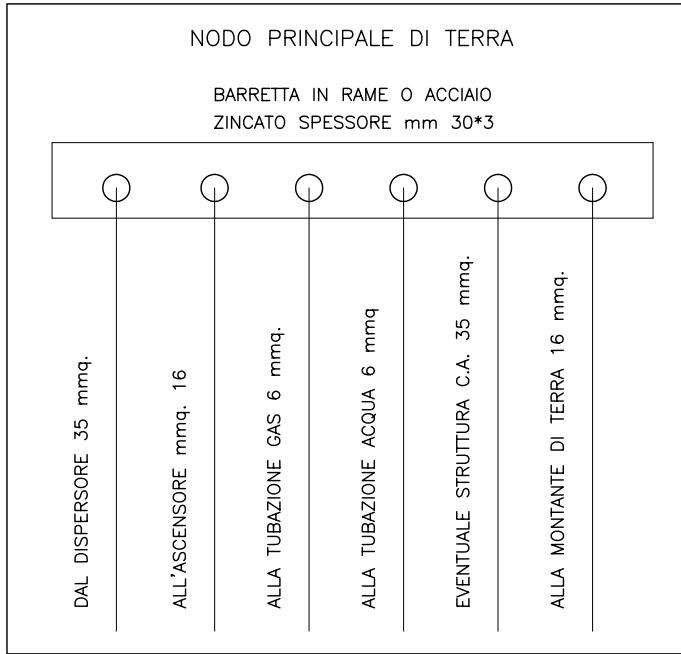 NODO PRINCIPALE DI TERRA
BARRETTA IN RAME O ACCIAIO
ZINCATO SPESSORE mm 30*3
DAL DISPERSORE 35 mmq.
ALL'ASCENSORE mmq. 16
ALLA TUBAZIONE GAS 6 mmq.
ALLA TUBAZIONE ACQUA 6 mmq
EVENTUALE STRUTTURA C.A. 35 mmq.
ALLA MONTANTE DI TERRA 16 mmq.